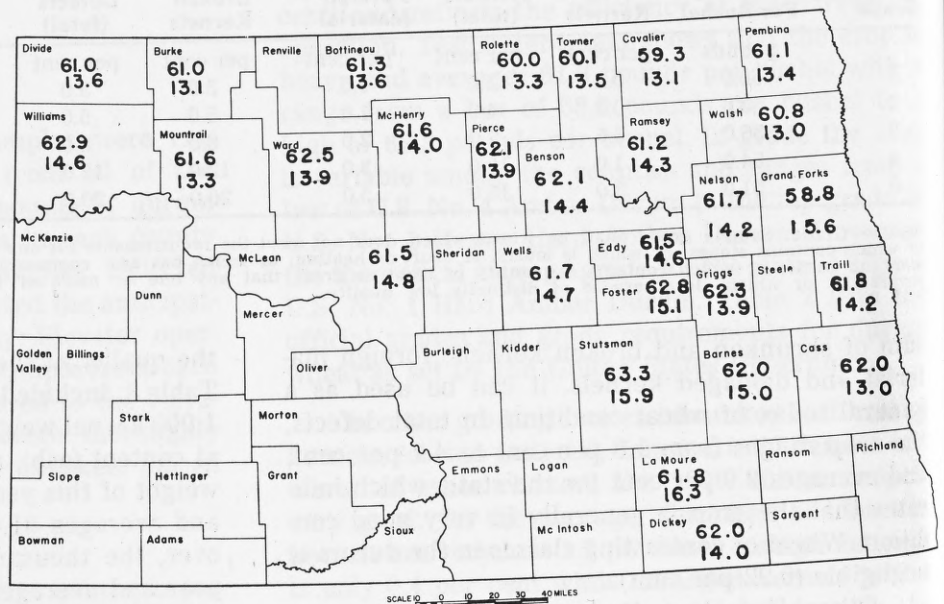 Divide
61.0
13.6
Burke
61.0
13.1
Renville
Bottineau
61.3
13.6
Rolette
60.0
13.3
Towner
60.1
13.5
Cavalier
59.3
13.1
Pembina
61.1
13.4
Williams
62.9
14.6
Mountrail
61.6
13.3
Ward
62.5
13.9
McHenry
61.6
14.0
Pierce
62.1
13.9
Benson
62.1
14.4
Ramsey
61.2
14.3
Walsh
60.8
13.0
Nelson
61.7
14.2
Grand Forks
58.8
15.6
McKenzie
Dunn
McLean
61.5
14.8
Mercer
Sheridan
61.7
14.7
Eddy
61.5
14.6
62.8
15.1
Griggs
62.3
13.9
Steele
Traill
61.8
14.2
Golden
Valley
Billings
Oliver
Burleigh
Kidder
Stutsman
63.3
15.9
Barnes
62.0
15.0
62.0
13.0
Stark
Morton
Slope
Hettinger
Grant
Emmons
Logan
La Moure
61.8
16.3
Ransom
Richland
Bowman
Adams
Sioux
McIntosh
Dickey
62.0
14.0
Sargent
SCALE 10 0 10 20 30 40 MILES